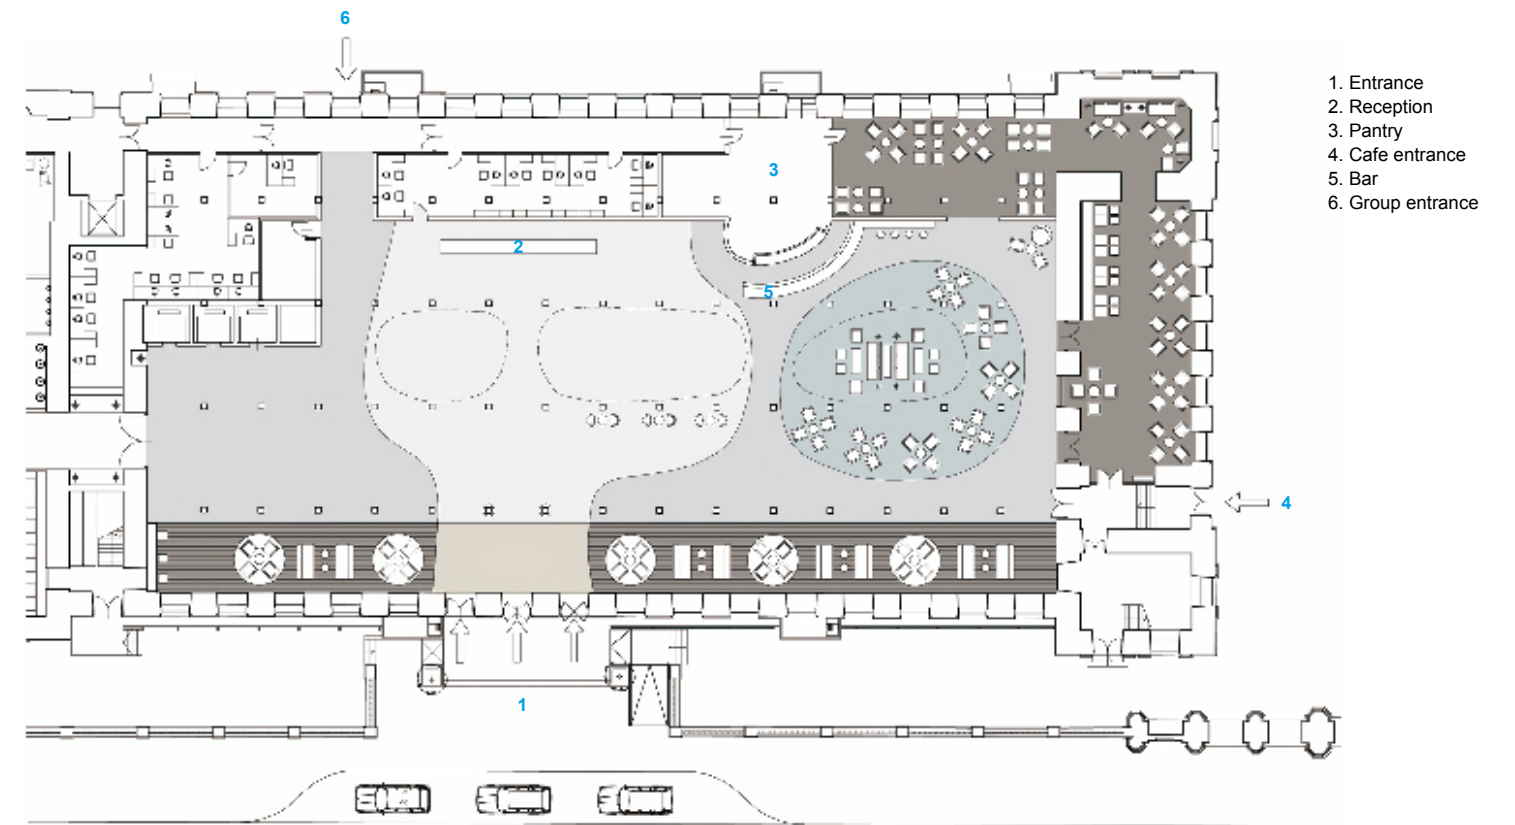 6
1. Entrance
2. Reception
3. Pantry
4. Cafe entrance
5. Bar
6. Group entrance
3
2
5
4
1